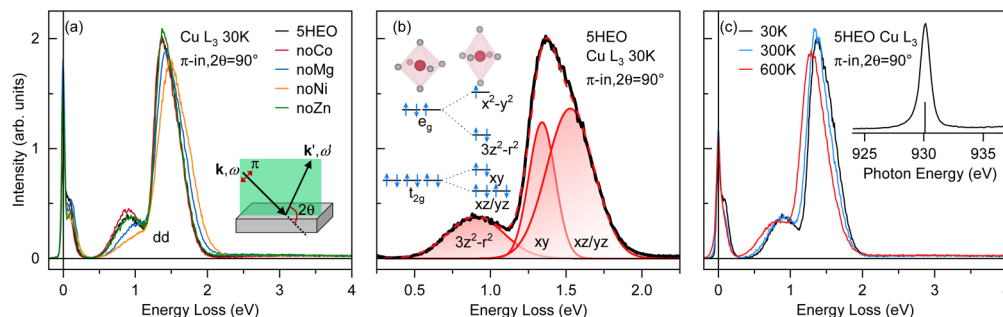 (a)
Cu L3 30K
π-in,2θ=90°
5HEO
noCo
noMg
noNi
noZn
k,ω
π
k',ω'
2θ
dd
Intensity (arb. units)
2
1
0
0 1 2 3 4
Energy Loss (eV)
(b)
5HEO
Cu L3 30K
π-in,2θ=90°
x²-y²
eg
3z²-r²
xy
t2g
xz/yz
3z²-r²
xy
xz/yz
0.5 1.0 1.5 2.0
Energy Loss (eV)
(c)
30K
300K
600K
5HEO Cu L3
π-in,2θ=90°
924 930 936
Photon Energy (eV)
0 1 2 3 4
Energy Loss (eV)